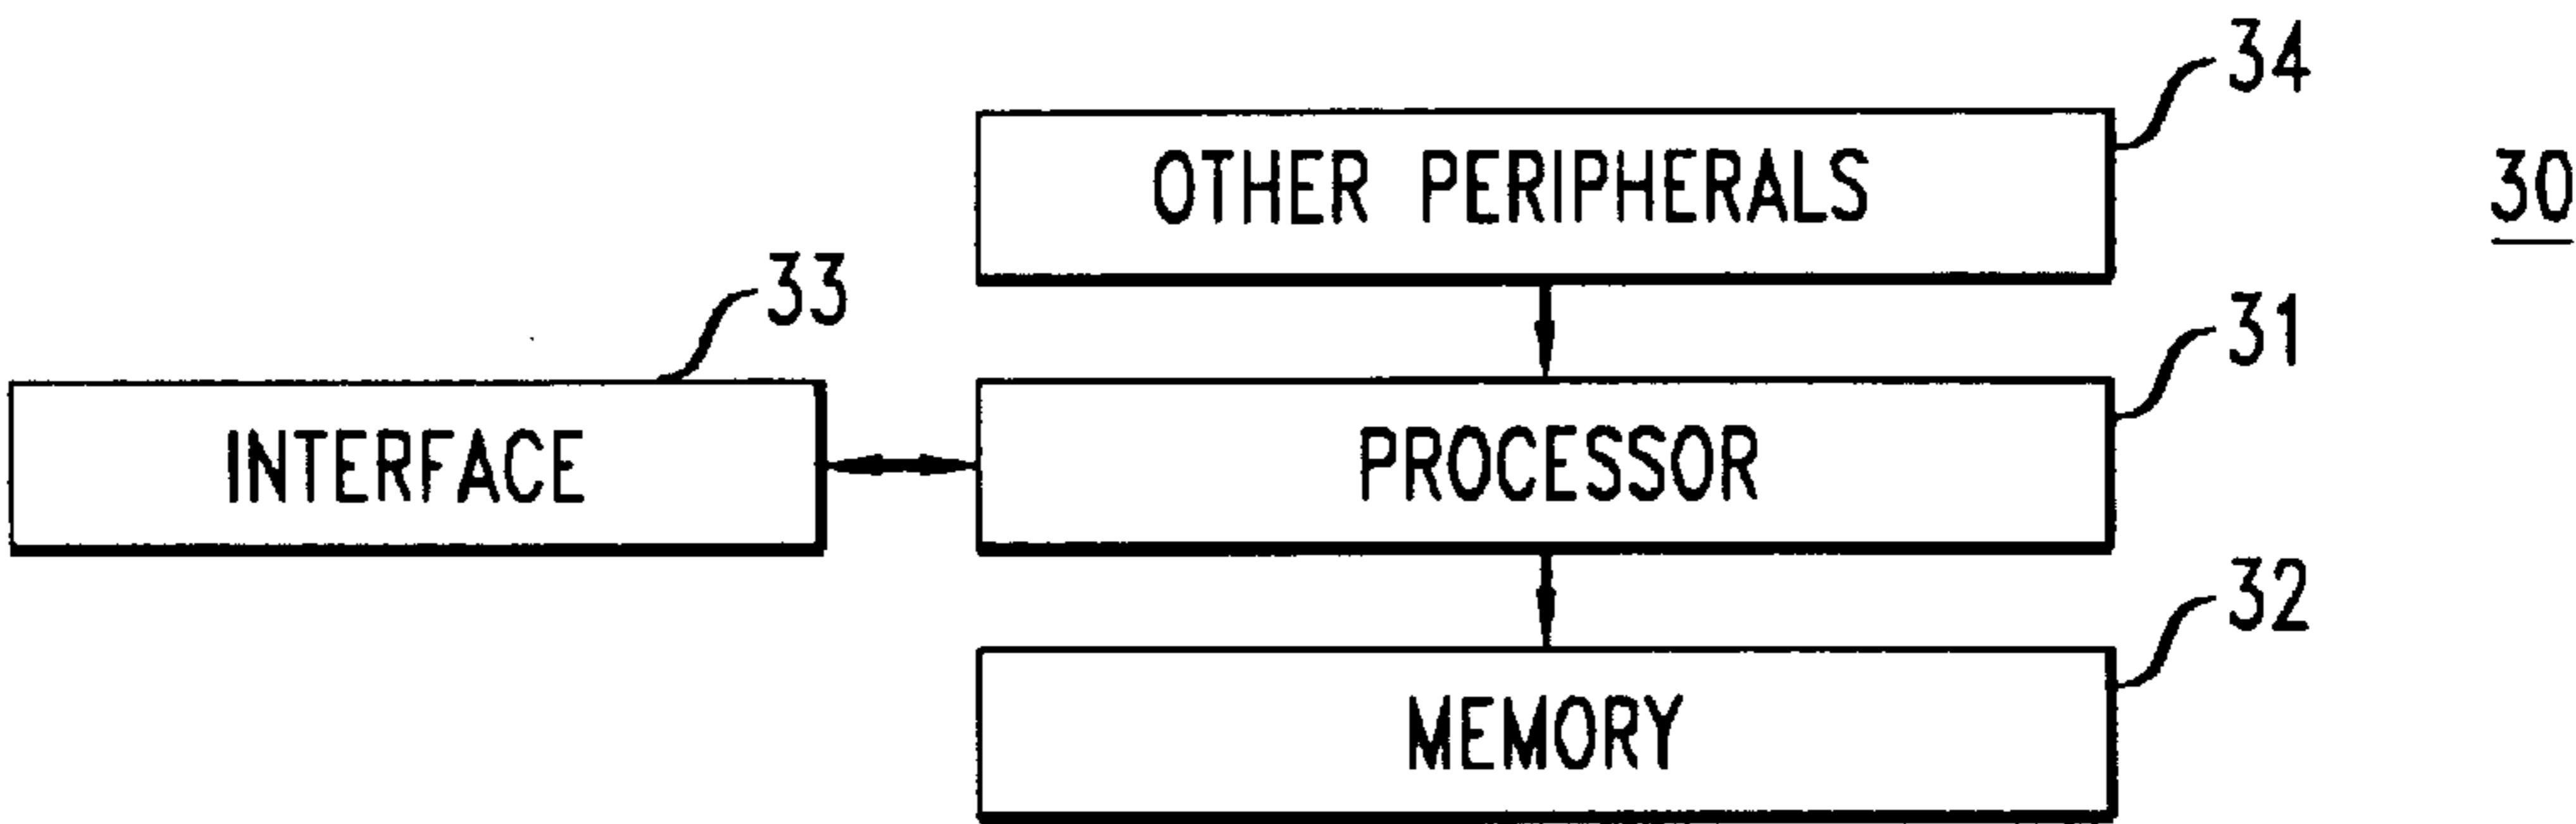 34
OTHER PERIPHERALS
30
33
31
INTERFACE
PROCESSOR
32
MEMORY